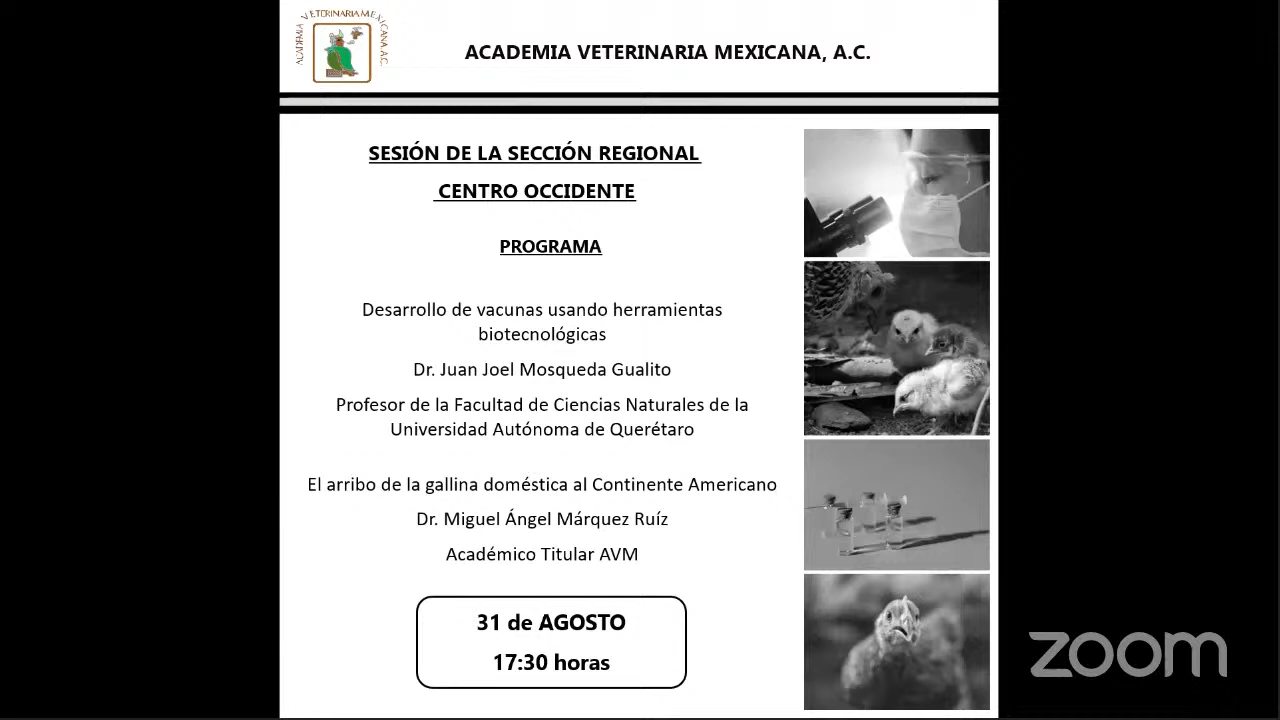 ACADEMIA VETERINARIA MEXICANA A.C.
ACADEMIA VETERINARIA MEXICANA, A.C.
SESIÓN DE LA SECCIÓN REGIONAL
CENTRO OCCIDENTE
PROGRAMA
Desarrollo de vacunas usando herramientas
biotecnológicas
Dr. Juan Joel Mosqueda Gualito
Profesor de la Facultad de Ciencias Naturales de la
Universidad Autónoma de Querétaro
El arribo de la gallina doméstica al Continente Americano
Dr. Miguel Ángel Márquez Ruíz
Académico Titular AVM
31 de AGOSTO
17:30 horas
zoom